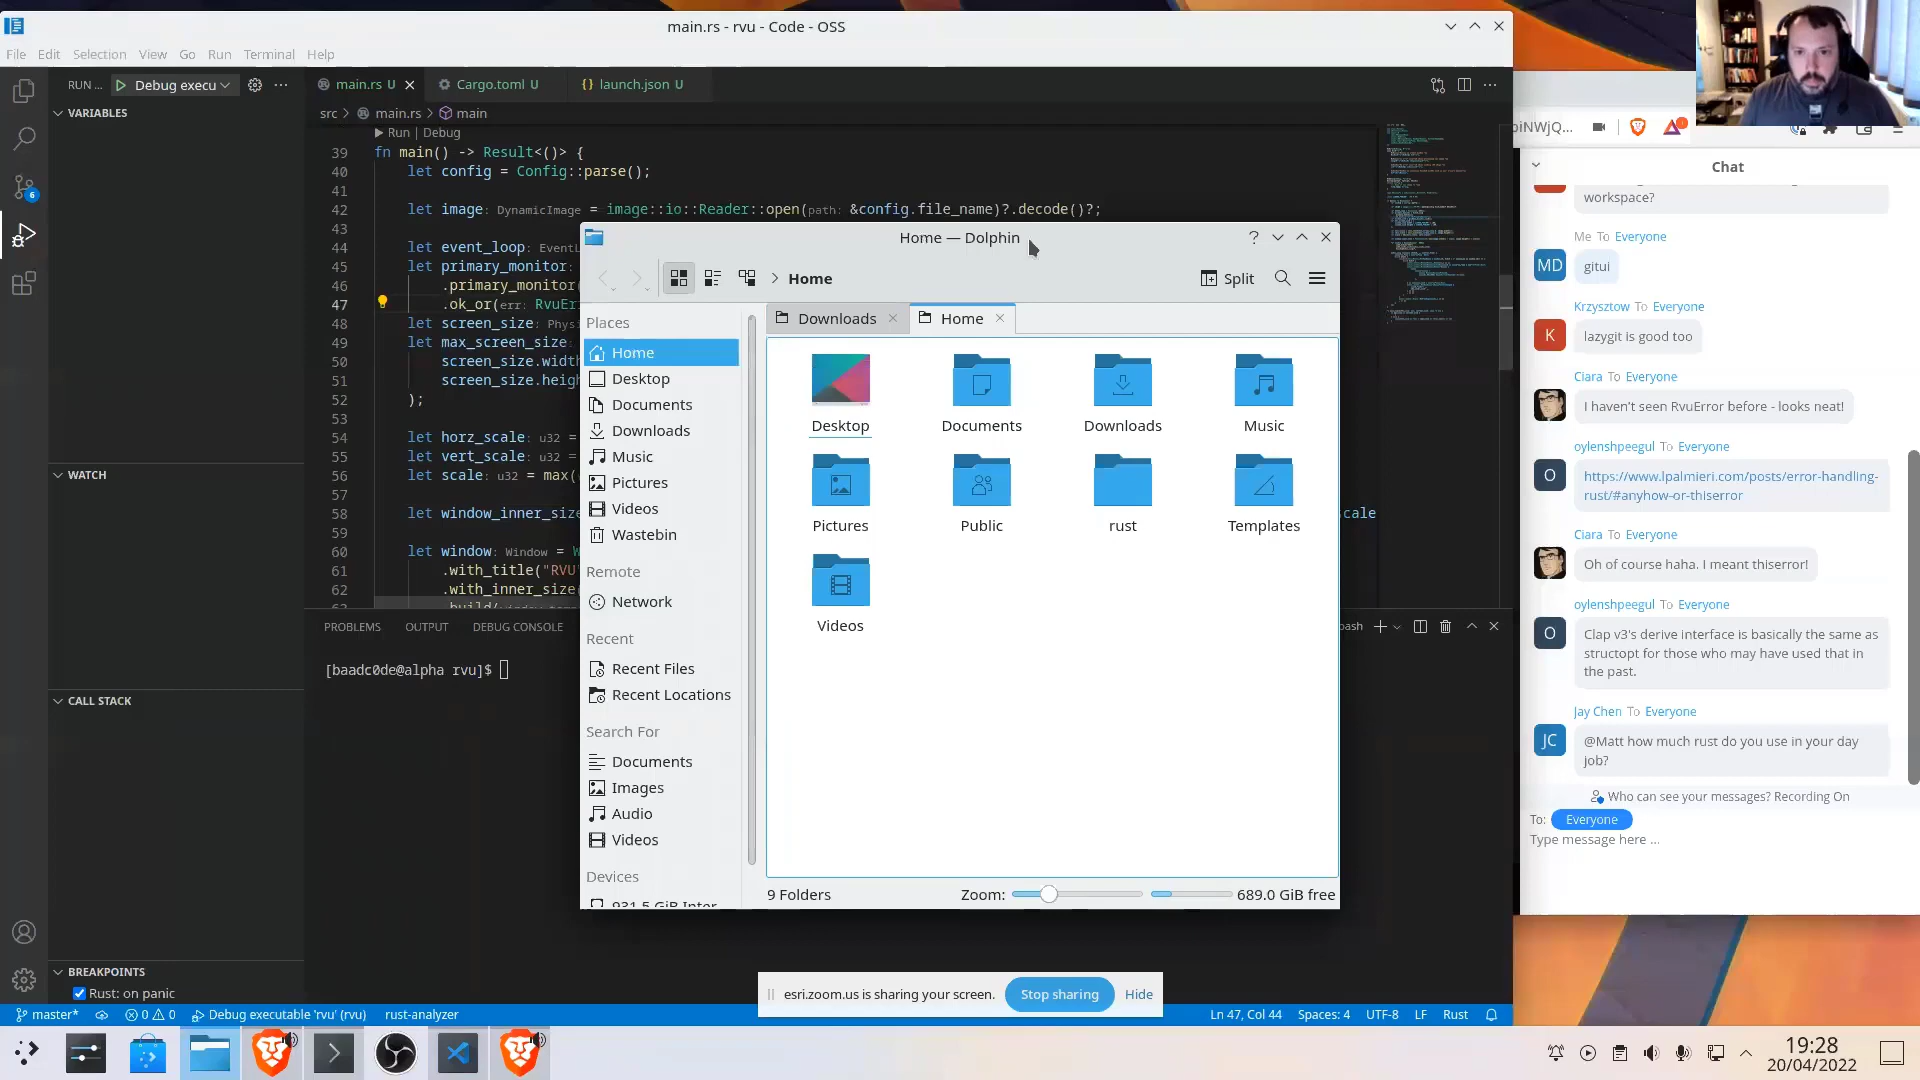 main.rs - rvu - Code - OSS
File Edit Selection View Go Run Terminal Help
RUN ... Debug execu
main.rs U Cargo.toml U launch.json U
src > main.rs > main
VARIABLES
WATCH
CALL STACK
BREAKPOINTS
Rust: on panic
Run | Debug
39 fn main() -> Result<()> {
40 let config = Config::parse();
41
42 let image: DynamicImage = image::io::Reader::open(path: &config.file_name)?.decode()?;
43
44 let event_loop:
45 let primary_monitor:
46 .primary_monitor(
47 .ok_or(err:
48 let screen_size:
49 let max_screen_size:
50 screen_size.width
51 screen_size.heigh
52 );
53
54 let horz_scale: u32 =
55 let vert_scale: u32 =
56 let scale: u32 = max(
57
58 let window_inner_size scale
59
60 let window: Window =
61 .with_title("RVU"
62 .with_inner_size(
PROBLEMS OUTPUT DEBUG CONSOLE
[baadc0de@alpha rvu]$
Home — Dolphin
Home
Split
Downloads Home
Places
Home
Desktop
Documents
Downloads
Music
Pictures
Videos
Wastebin
Remote
Network
Recent
Recent Files
Recent Locations
Search For
Documents
Images
Audio
Videos
Devices
Desktop Documents Downloads Music
Pictures Public rust Templates
Videos
9 Folders Zoom: 689.0 GiB free
esri.zoom.us is sharing your screen. Stop sharing Hide
Chat
workspace?
Me To Everyone
MD
gitui
Krzysztow To Everyone
K
lazygit is good too
Ciara To Everyone
I haven't seen RvuError before - looks neat!
oylenshpeegul To Everyone
O
https://www.lpalmieri.com/posts/error-handling-
rust/#anyhow-or-thiserror
Ciara To Everyone
Oh of course haha. I meant thiserror!
oylenshpeegul To Everyone
O
Clap v3's derive interface is basically the same as
structopt for those who may have used that in
the past.
Jay Chen To Everyone
JC
@Matt how much rust do you use in your day
job?
Who can see your messages? Recording On
To: Everyone
Type message here ...
master* 0 0 Debug executable 'rvu' (rvu) rust-analyzer Ln 47, Col 44 Spaces: 4 UTF-8 LF Rust
19:28
20/04/2022